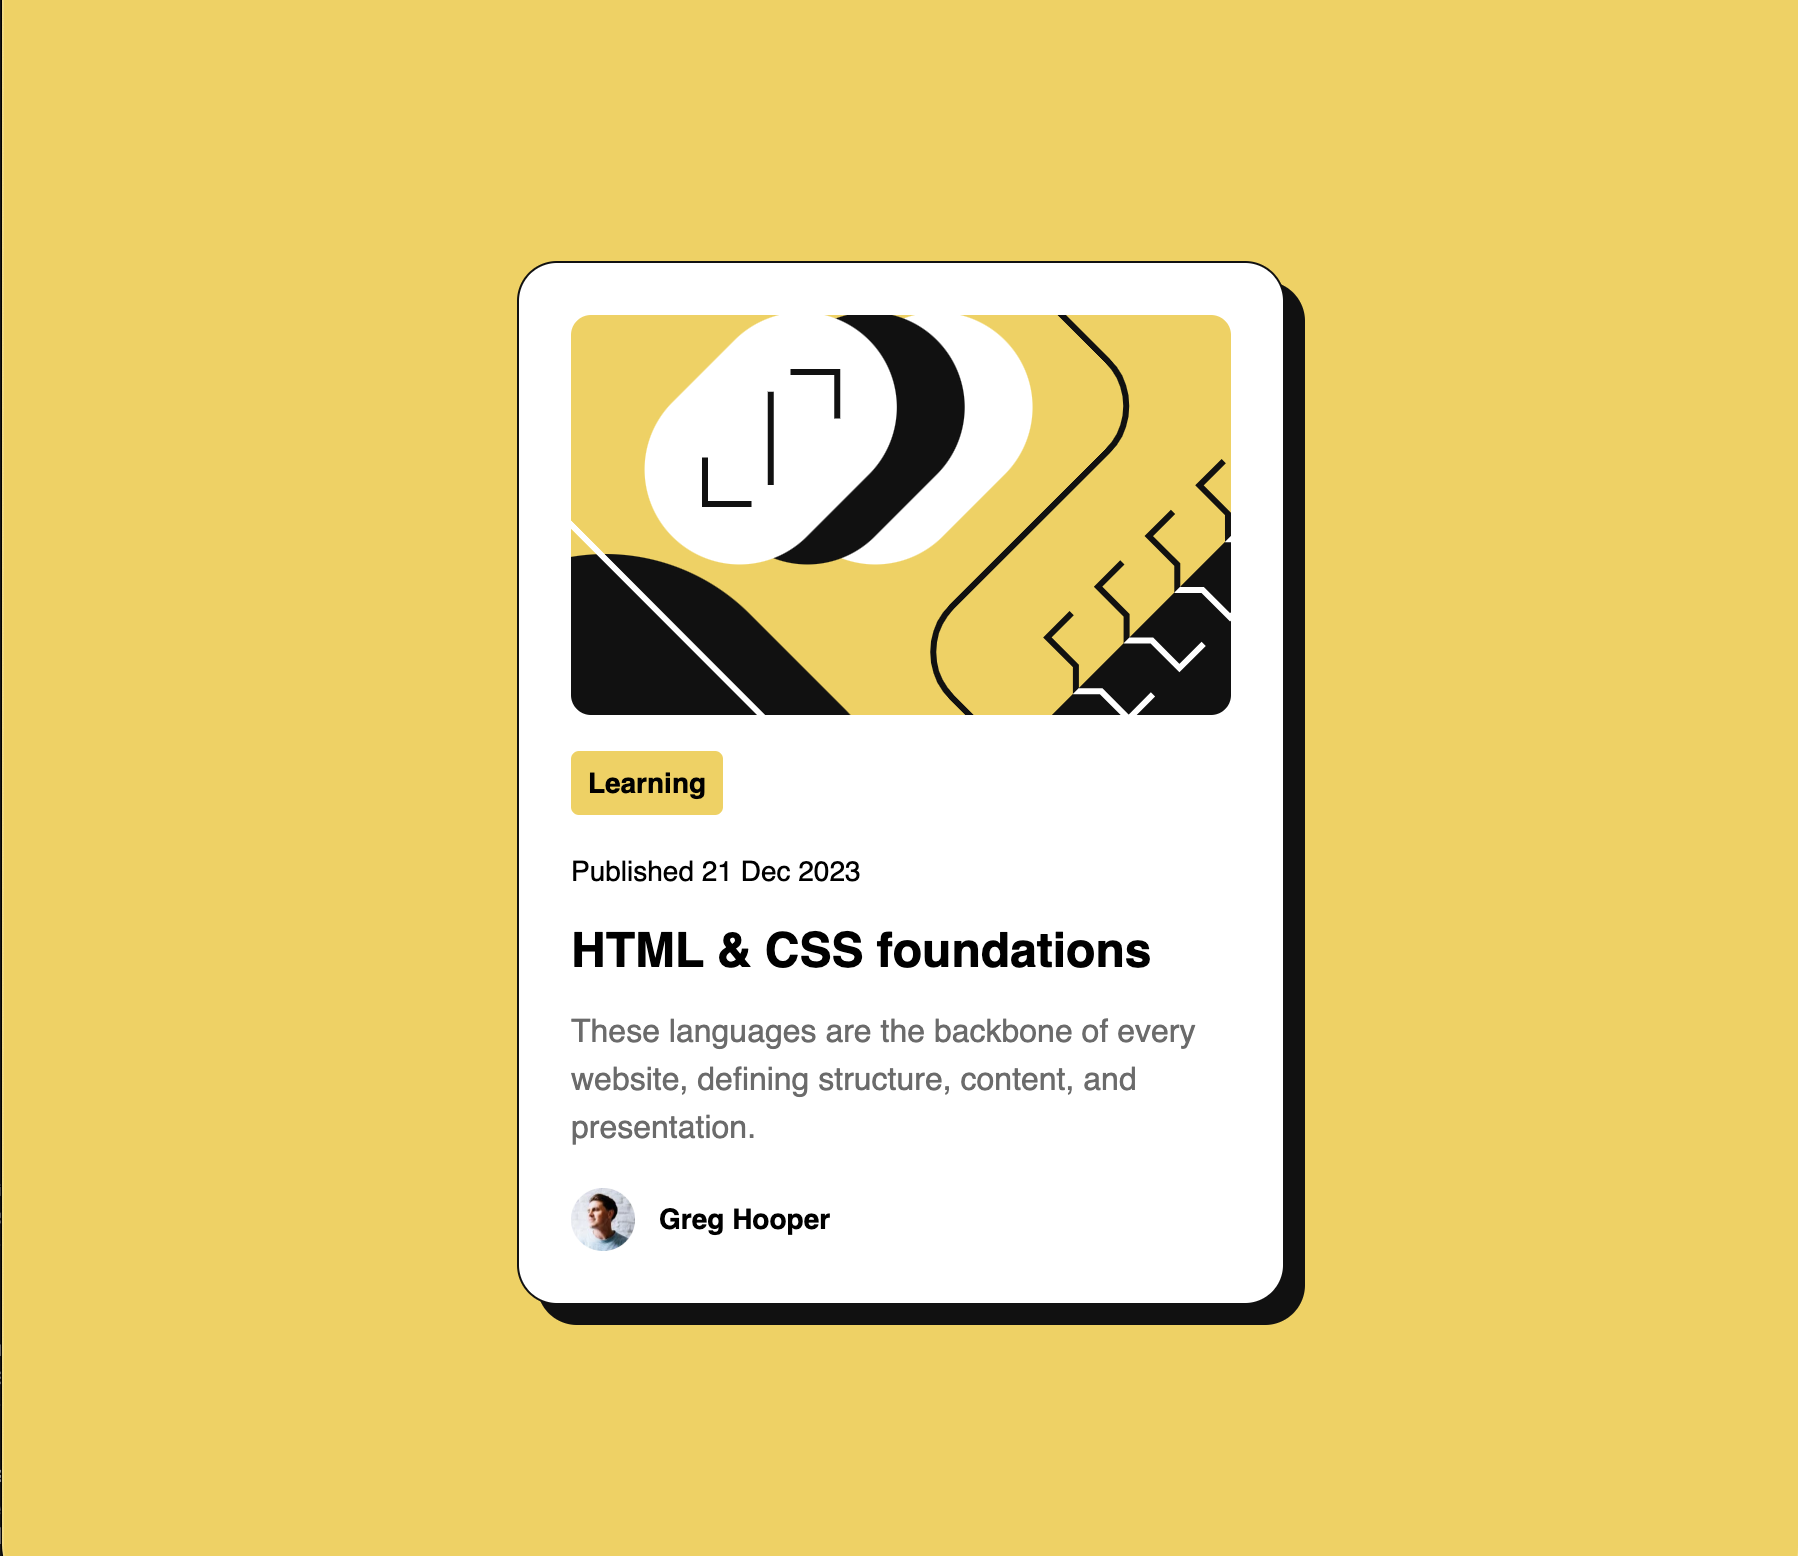 Learning
Published 21 Dec 2023
HTML & CSS foundations
These languages are the backbone of every
website, defining structure, content, and
presentation.
Greg Hooper